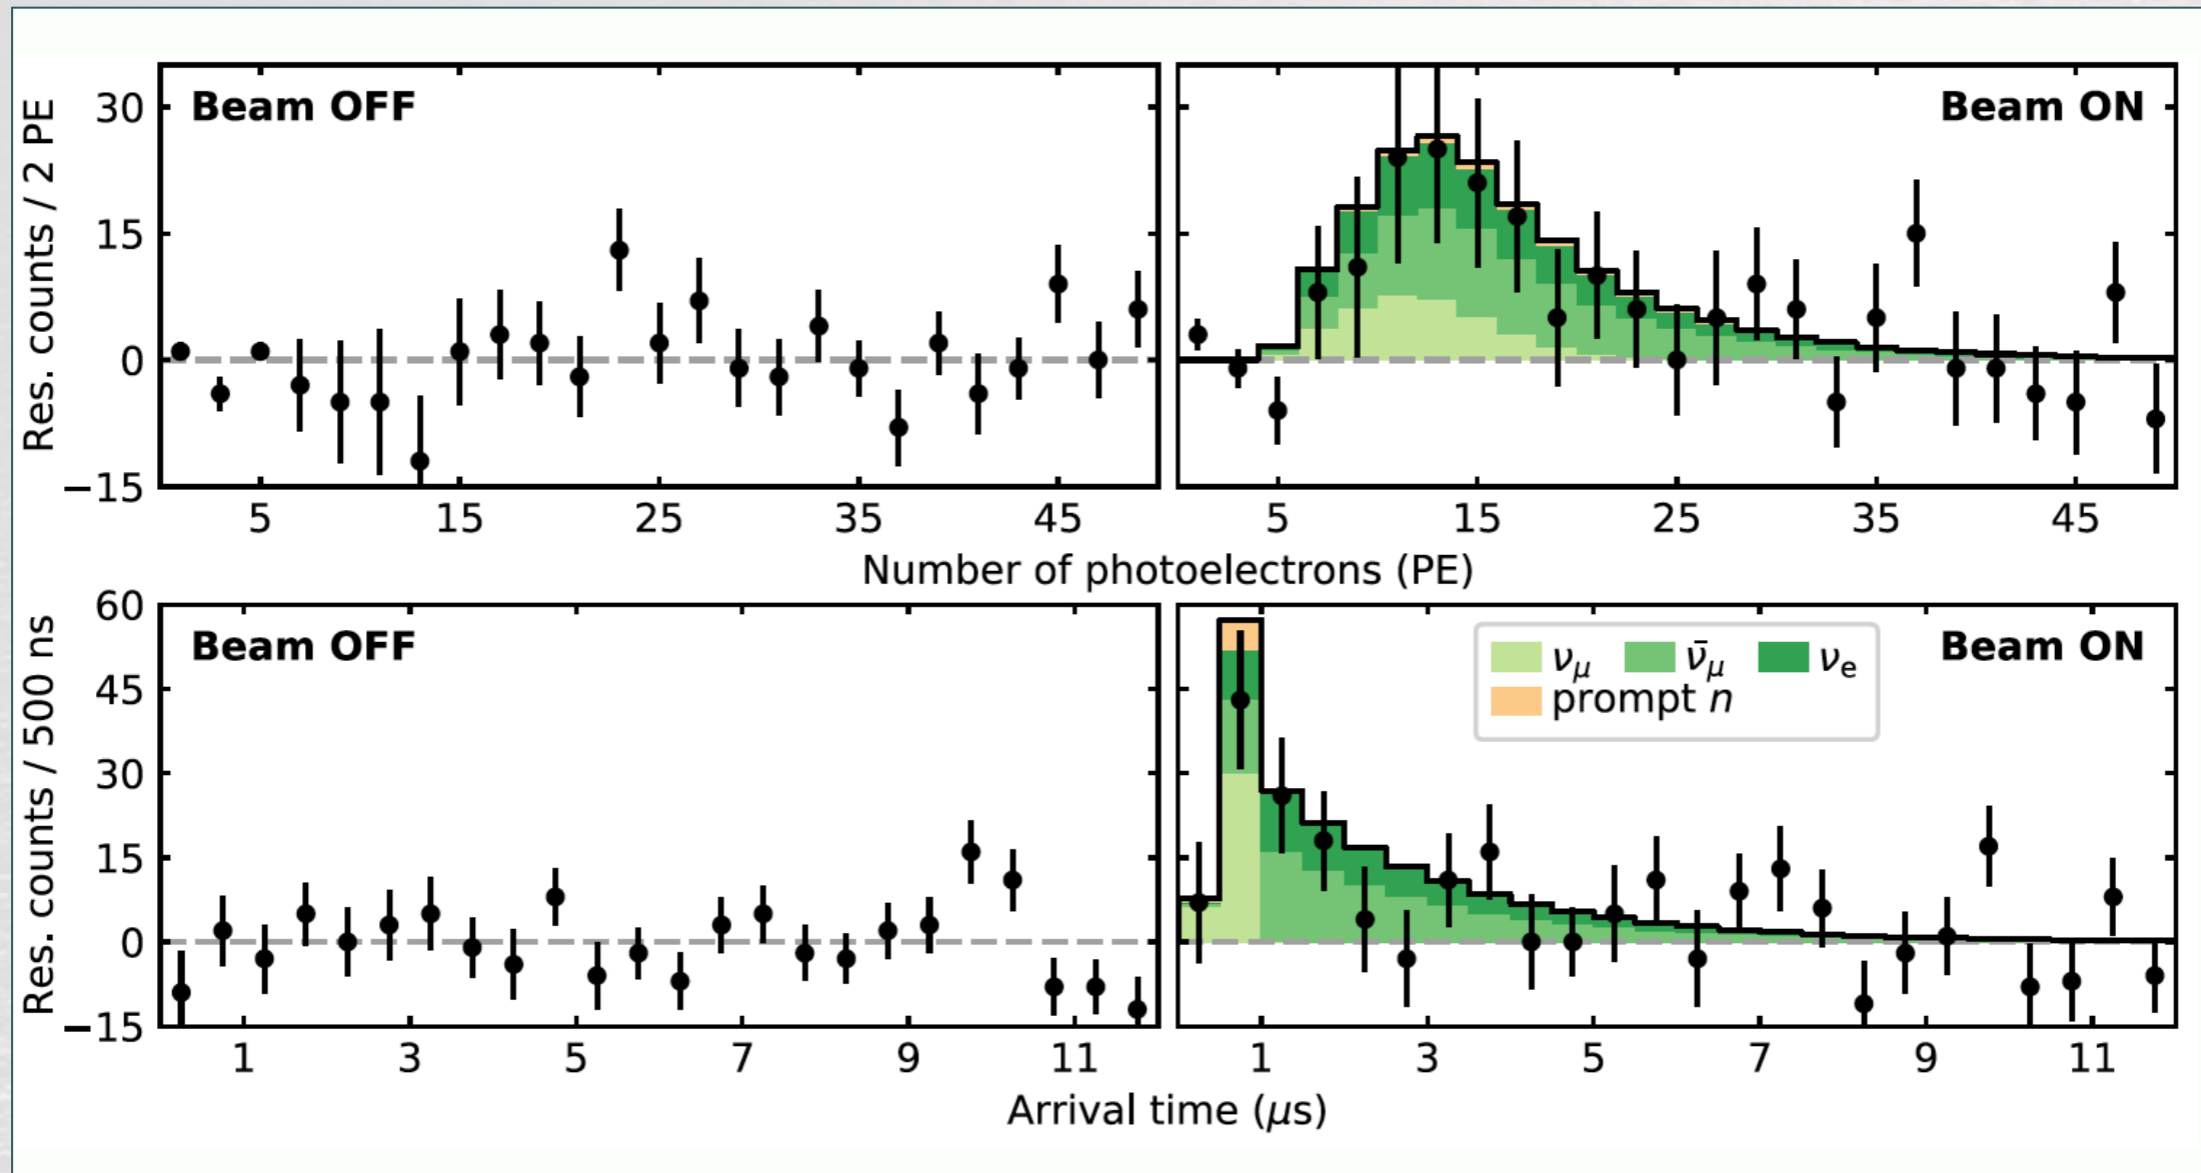 Res. counts / 2 PE
30
15
0
−15
Beam OFF
Beam ON
5 15 25 35 45
5 15 25 35 45
Number of photoelectrons (PE)
Res. counts / 500 ns
60
45
30
15
0
−15
Beam OFF
Beam ON
νμ ν̄μ νe
prompt n
1 3 5 7 9 11
1 3 5 7 9 11
Arrival time (μs)